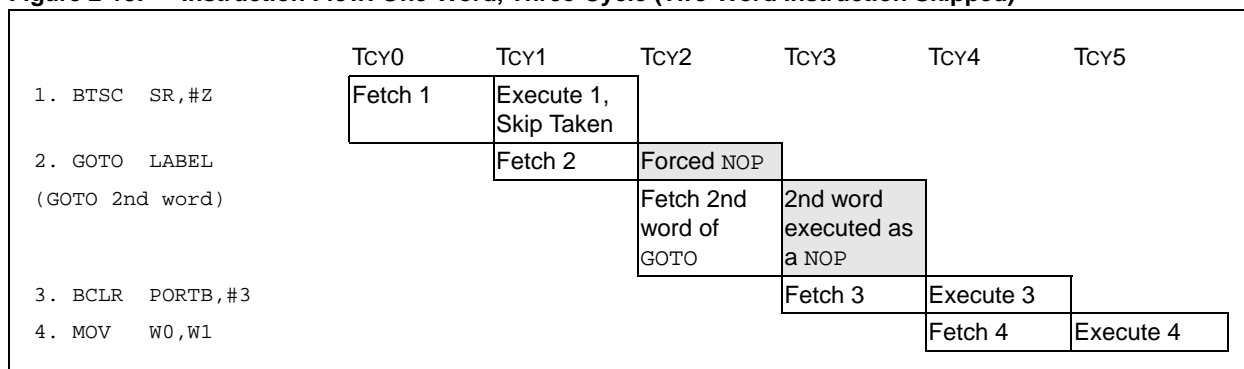 Instruction Flow: One-Word, Three-Cycle (Two-Word Instruction Skipped)
TCY0 TCY1 TCY2 TCY3 TCY4 TCY5
1. BTSC SR,#Z Fetch 1 Execute 1,
Skip Taken
2. GOTO LABEL Fetch 2 Forced NOP
(GOTO 2nd word) Fetch 2nd 2nd word
word of executed as
GOTO a NOP
3. BCLR PORTB,#3 Fetch 3 Execute 3
4. MOV W0,W1 Fetch 4 Execute 4